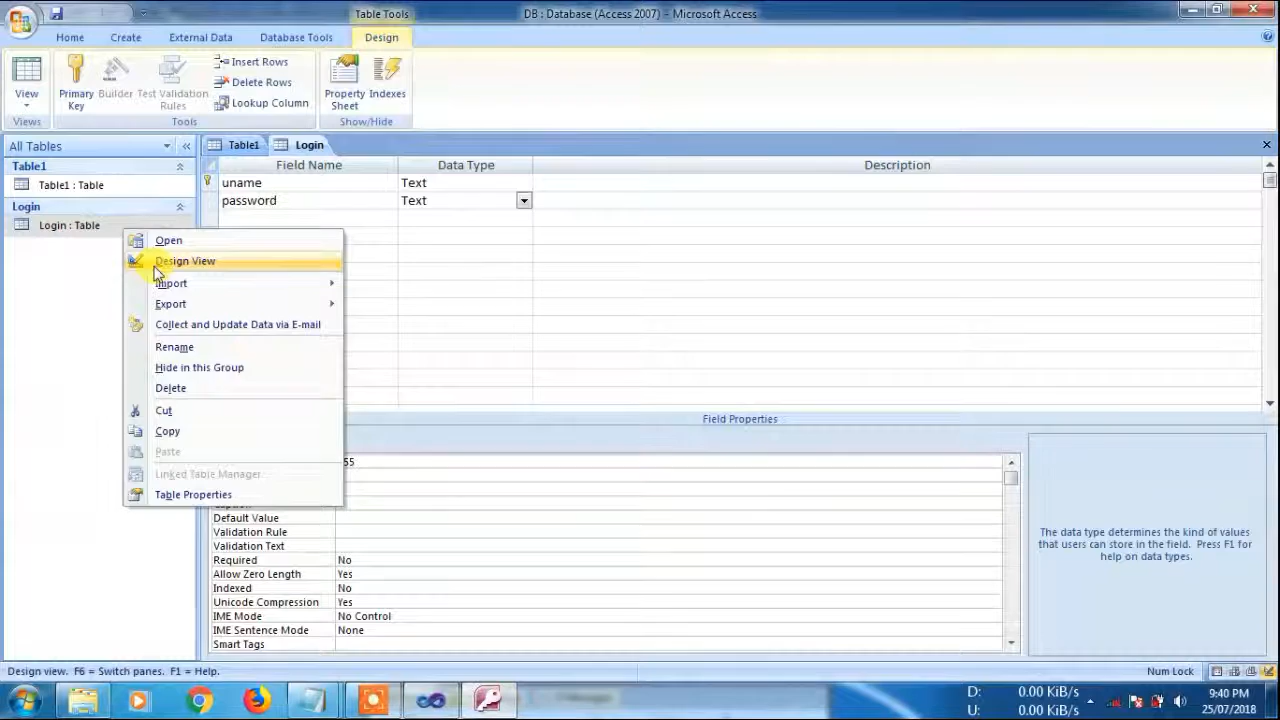 Table Tools
DB : Database (Access 2007) - Microsoft Access
Home
Create
External Data
Database Tools
Design
View
Primary
Key
Builder
Test Validation
Rules
Insert Rows
Delete Rows
Lookup Column
Property
Sheet
Indexes
Views
Tools
Show/Hide
All Tables
Table1
Table1 : Table
Login
Login : Table
Table1
Login
Field Name
Data Type
Description
uname
Text
password
Text
Open
Design View
Import
Export
Collect and Update Data via E-mail
Rename
Hide in this Group
Delete
Cut
Copy
Paste
Linked Table Manager...
Table Properties
Field Properties
55
Default Value
Validation Rule
Validation Text
Required
No
Allow Zero Length
Yes
Indexed
No
Unicode Compression
Yes
IME Mode
No Control
IME Sentence Mode
None
Smart Tags
The data type determines the kind of values
that users can store in the field. Press F1 for
help on data types.
Design view. F6 = Switch panes. F1 = Help.
Num Lock
D:
0.00 KiB/s
U:
0.00 KiB/s
9:40 PM
25/07/2018